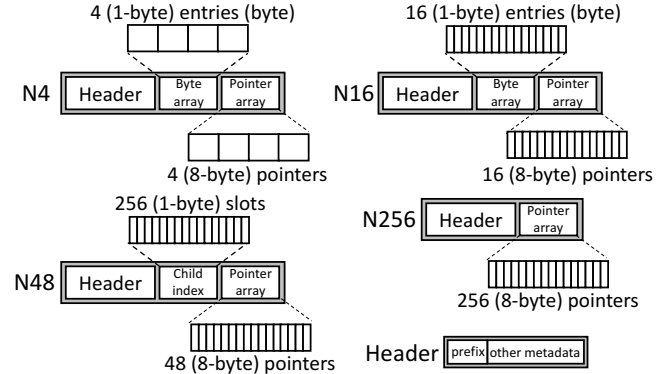 4 (1-byte) entries (byte)
N4
Header
Byte
array
Pointer
array
4 (8-byte) pointers
16 (1-byte) entries (byte)
N16
Header
Byte
array
Pointer
array
16 (8-byte) pointers
256 (1-byte) slots
N48
Header
Child
index
Pointer
array
48 (8-byte) pointers
N256
Header
Pointer
array
256 (8-byte) pointers
Header
prefix other metadata